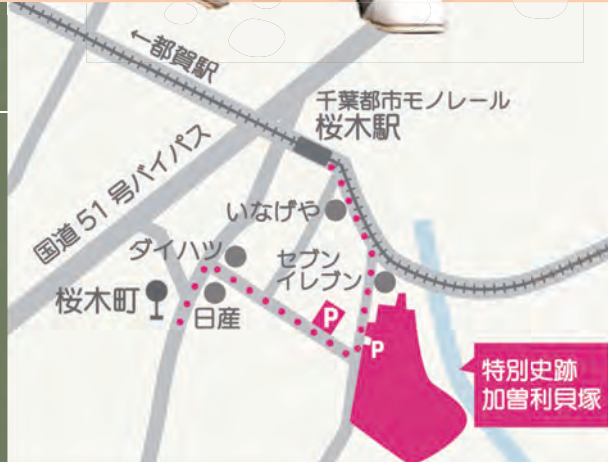 ←都賀駅
千葉都市モノレール
桜木駅
国道51号バイパス
いなげや
ダイハツ
セブン
イレブン
桜木町
日産
P
P
特別史跡
加曽利貝塚